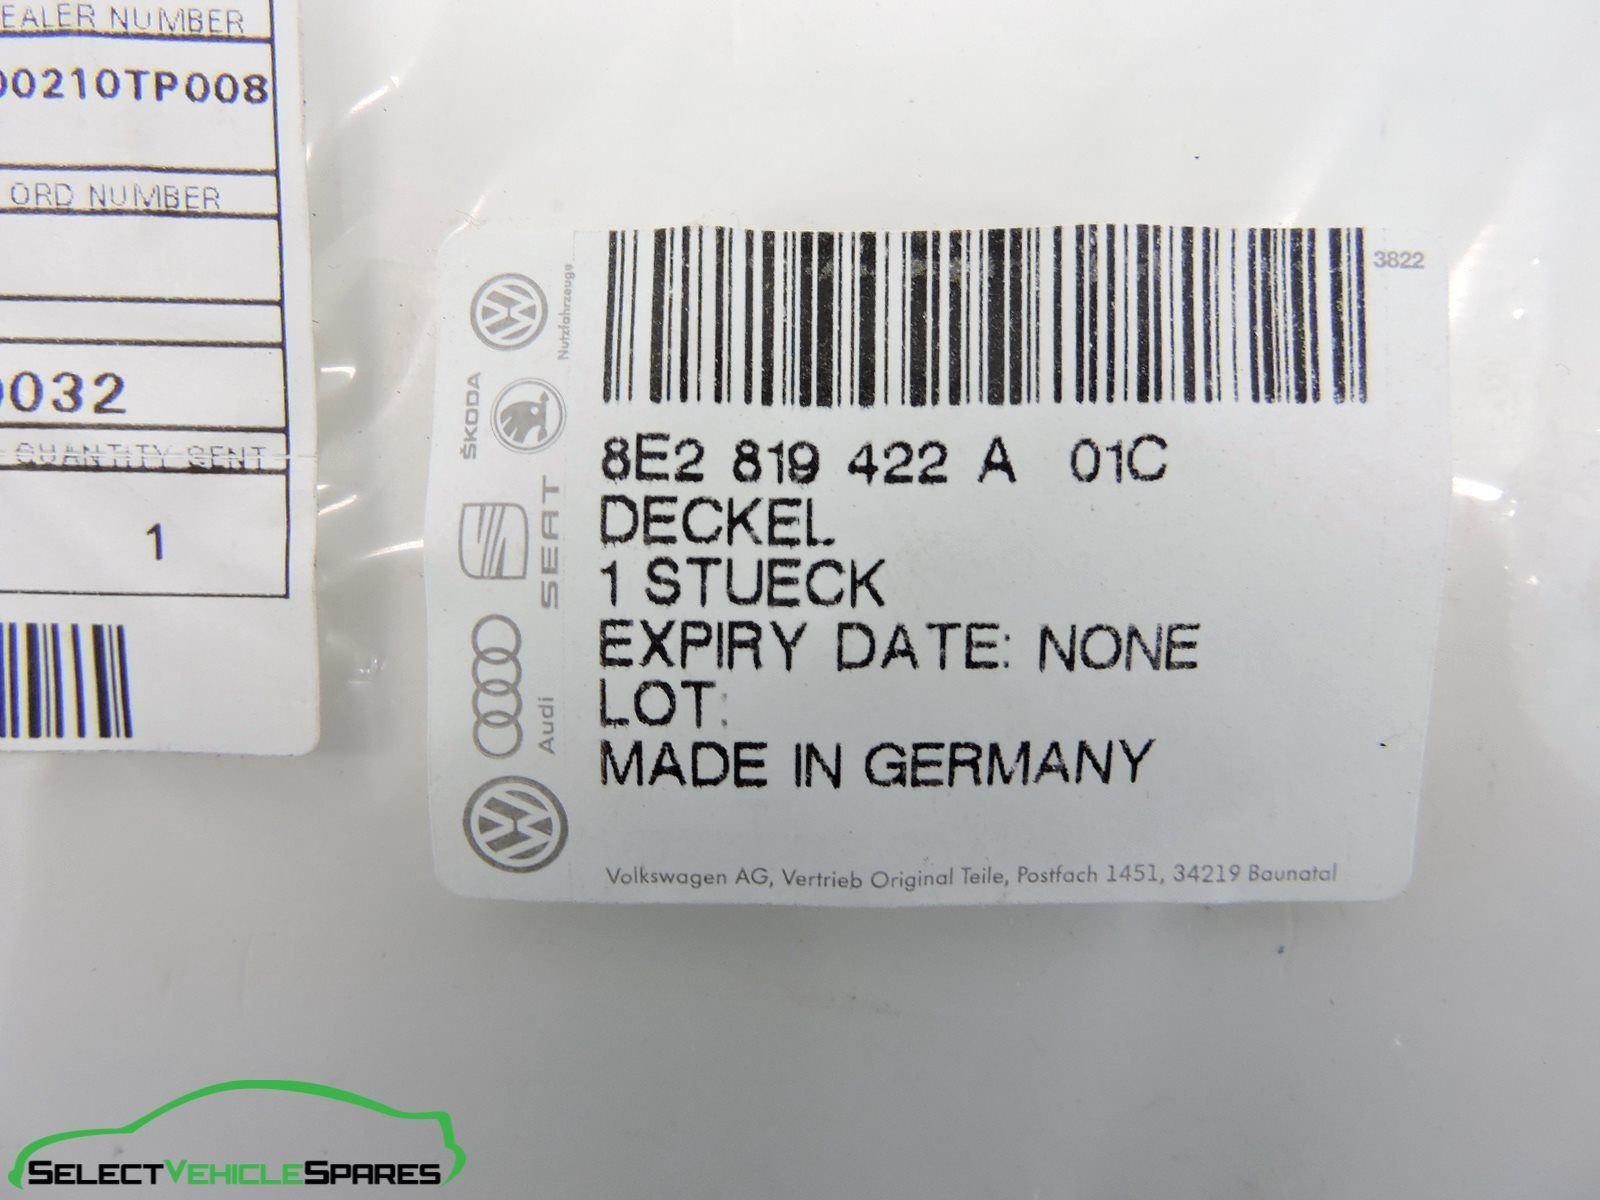 EALER NUMBER
00210TP008
ORD NUMBER
0032
QUANTITY SENT
1
3822
Nutzfahrzeuge
ŠKODA
SEAT
Audi
8E2 819 422 A 01C
DECKEL
1 STUECK
EXPIRY DATE: NONE
LOT:
MADE IN GERMANY
Volkswagen AG, Vertrieb Original Teile, Postfach 1451, 34219 Baunatal
SELECTVEHICLESPARES